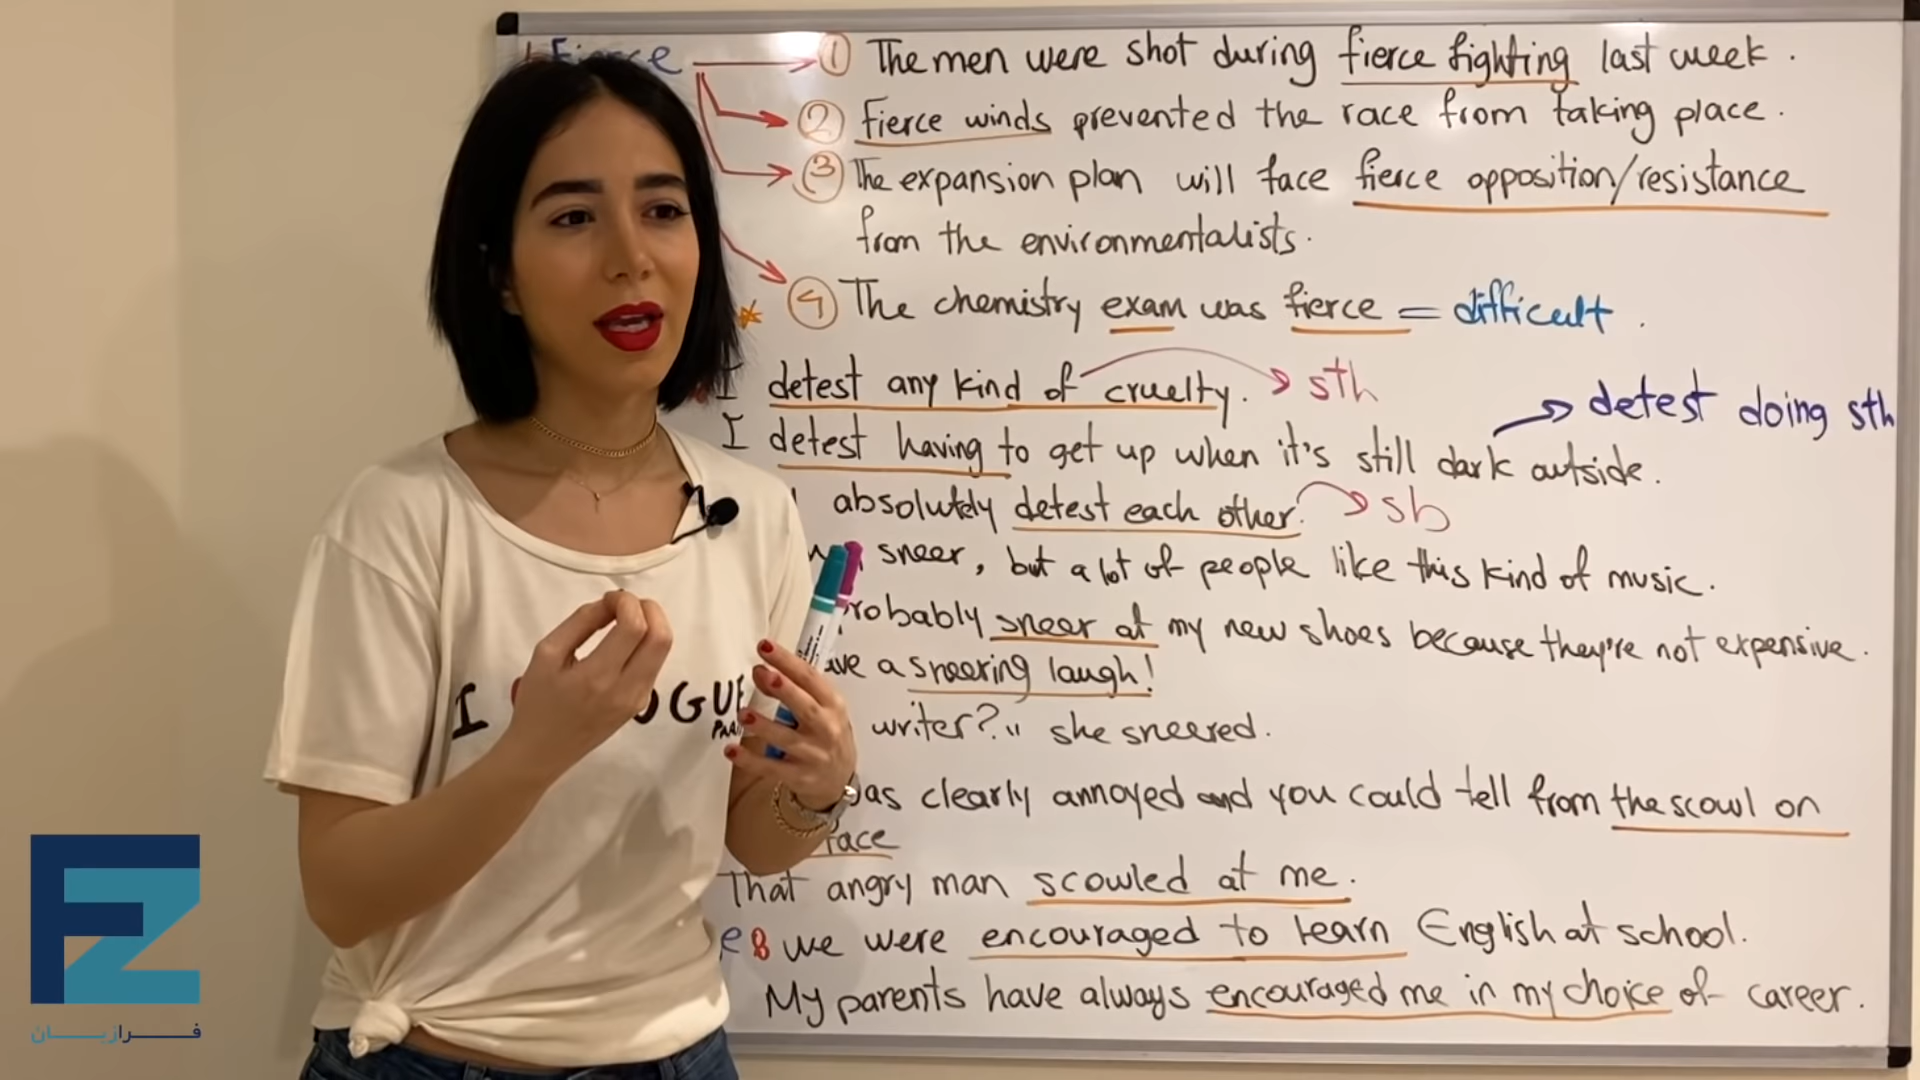 Fierce
① The men were shot during fierce fighting last week.
② Fierce winds prevented the race from taking place.
③ The expansion plan will face fierce opposition/resistance
from the environmentalists.
④ The chemistry exam was fierce = difficult.
I detest any kind of cruelty. → sth
→ detest doing sth
I detest having to get up when it's still dark outside.
absolutely detest each other. → sb
sneer, but a lot of people like this kind of music.
probably sneer at my new shoes because they're not expensive.
a sneering laugh!
writer?" she sneered.
was clearly annoyed and you could tell from the scowl on
face
That angry man scowled at me.
8 we were encouraged to learn English at school.
My parents have always encouraged me in my choice of career.
I OGUE
FZ
فرازبان